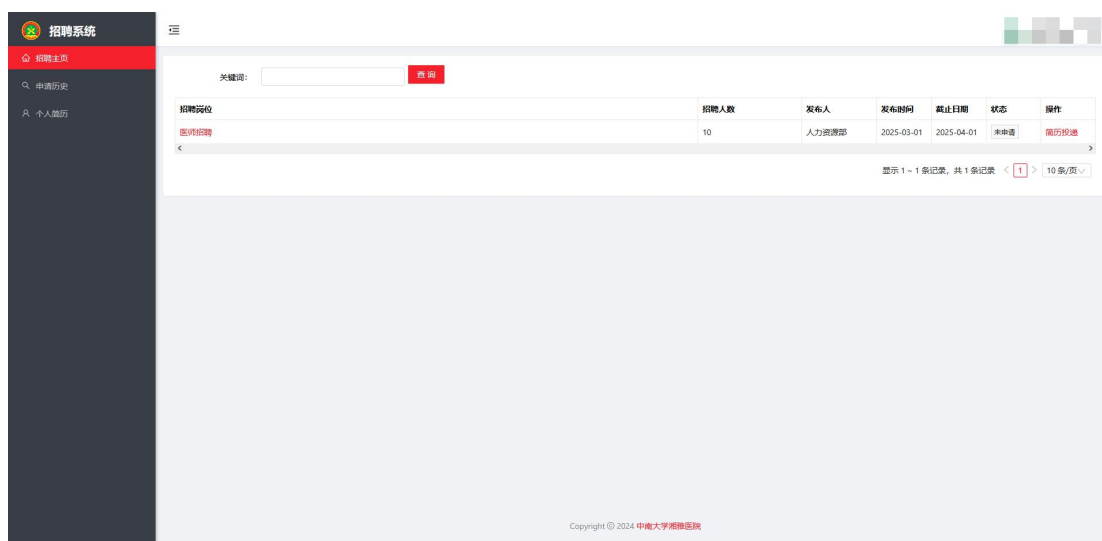 招聘系统
招聘主页
申请历史
个人简历
关键词: 查 询
招聘岗位 招聘人数 发布人 发布时间 截止日期 状态 操作
医师招聘 10 人力资源部 2025-03-01 2025-04-01 未申请 简历投递
显示 1 - 1 条记录，共 1 条记录 < 1 > 10 条/页
Copyright © 2024 中南大学湘雅医院